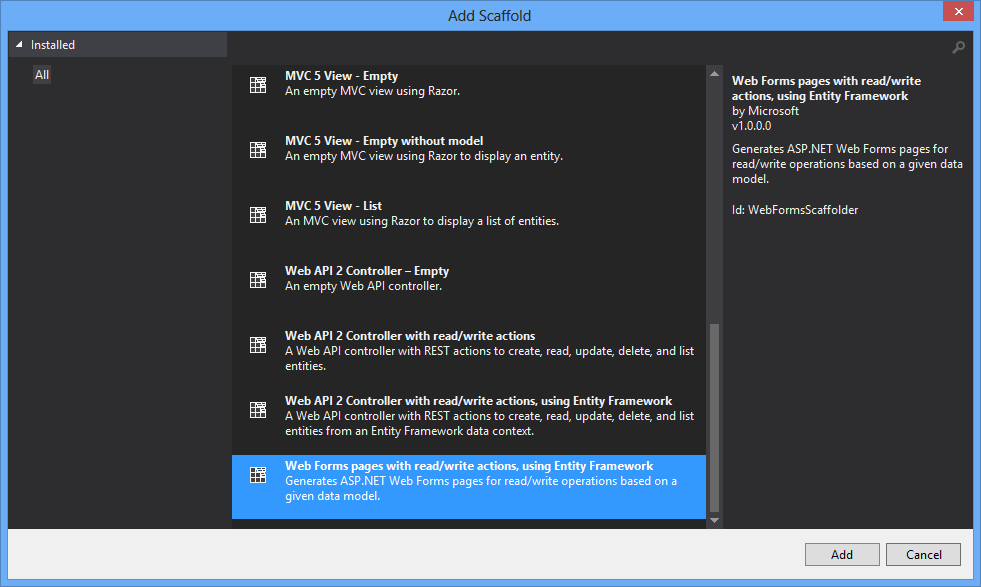 Add Scaffold
Installed
All
MVC 5 View - Empty
An empty MVC view using Razor.
MVC 5 View - Empty without model
An empty MVC view using Razor to display an entity.
MVC 5 View - List
An MVC view using Razor to display a list of entities.
Web API 2 Controller – Empty
An empty Web API controller.
Web API 2 Controller with read/write actions
A Web API controller with REST actions to create, read, update, delete, and list
entities.
Web API 2 Controller with read/write actions, using Entity Framework
A Web API controller with REST actions to create, read, update, delete, and list
entities from an Entity Framework data context.
Web Forms pages with read/write actions, using Entity Framework
Generates ASP.NET Web Forms pages for read/write operations based on a
given data model.
Web Forms pages with read/write
actions, using Entity Framework
by Microsoft
v1.0.0.0
Generates ASP.NET Web Forms pages for
read/write operations based on a given data
model.
Id: WebFormsScaffolder
Add
Cancel